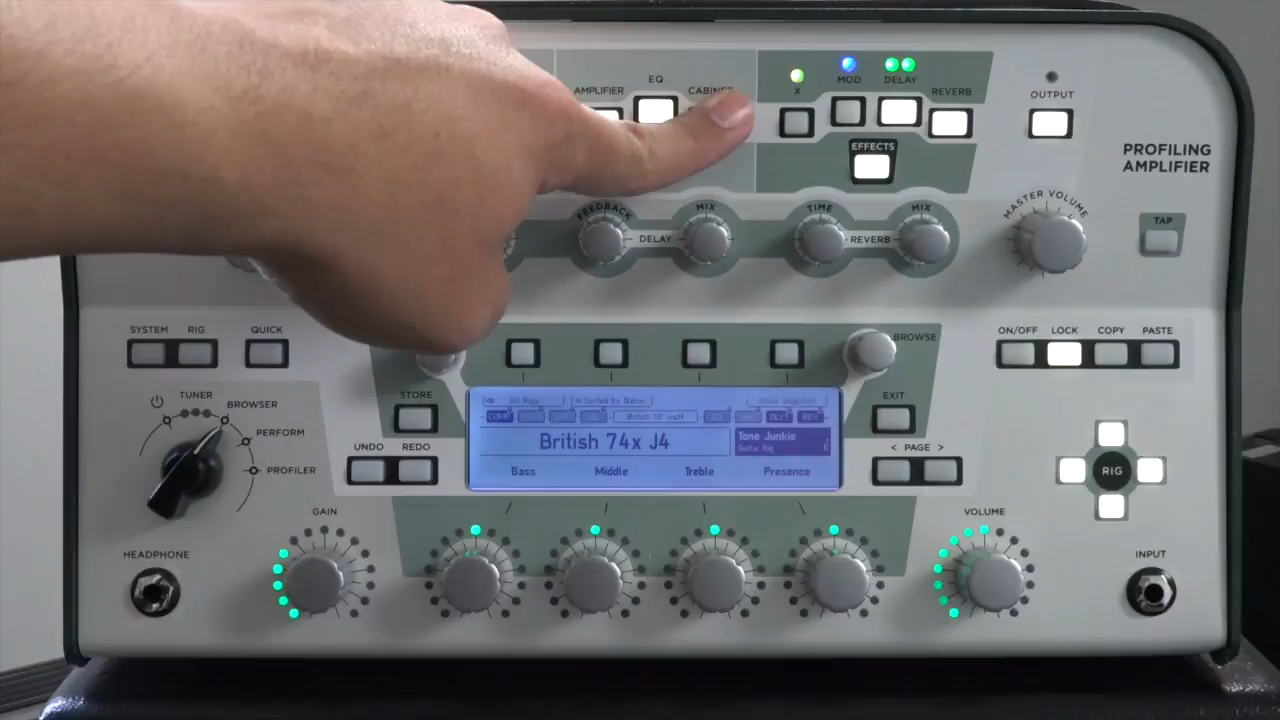 AMPLIFIER
EQ
X
MOD
DELAY
REVERB
OUTPUT
EFFECTS
PROFILING
AMPLIFIER
FEEDBACK
MIX
DELAY
TIME
MIX
REVERB
MASTER VOLUME
TAP
SYSTEM
RIG
QUICK
BROWSE
ON/OFF
LOCK
COPY
PASTE
TUNER
BROWSER
PERFORM
PROFILER
STORE
EXIT
UNDO
REDO
< PAGE >
All Rigs
Sorted by Name
British 74x J4
Tone Junkie
Guitar Rig
Bass
Middle
Treble
Presence
RIG
GAIN
VOLUME
HEADPHONE
INPUT